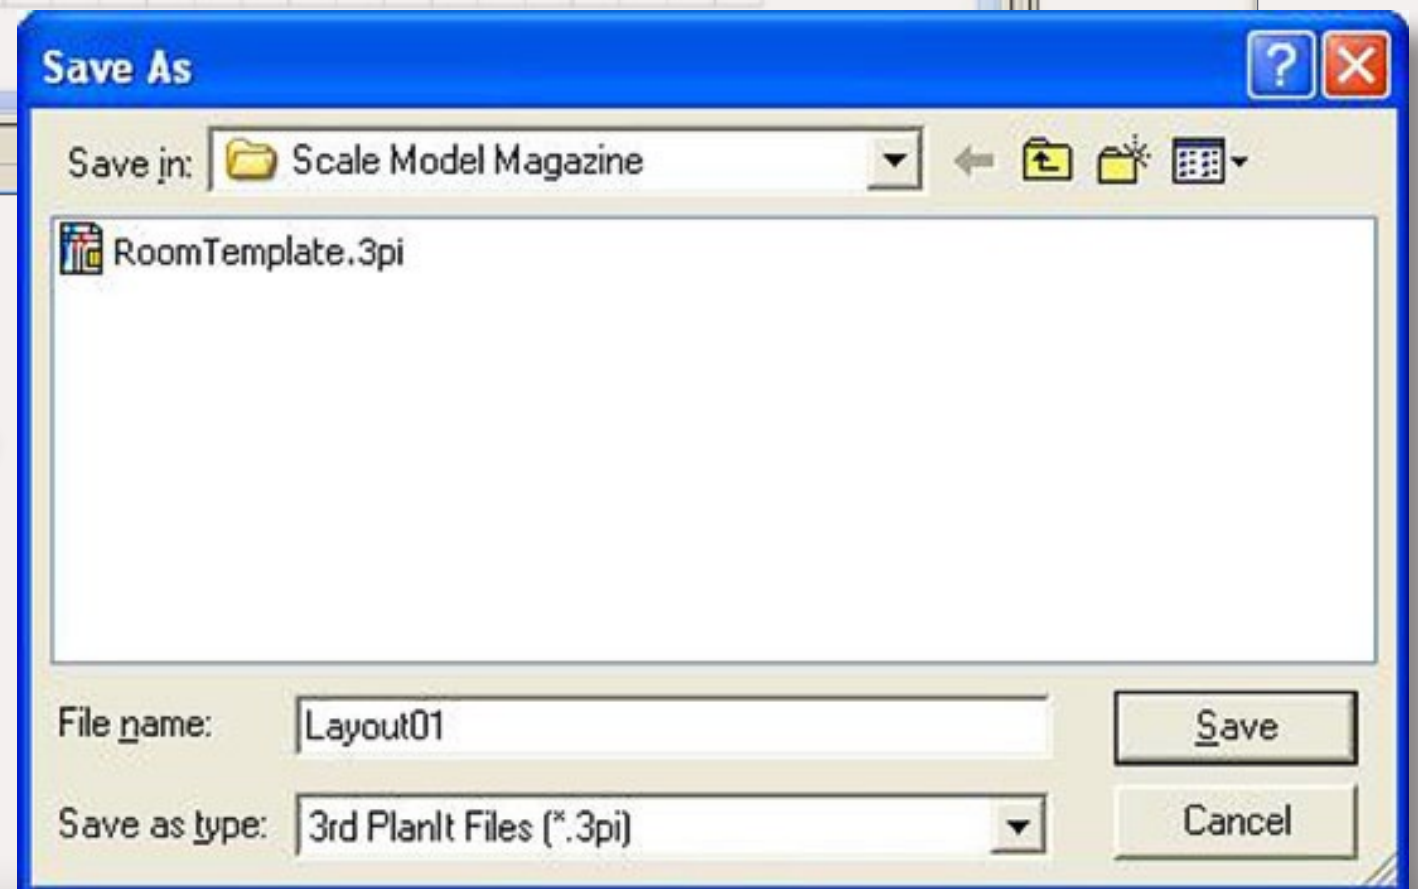 Save As
Save in: Scale Model Magazine
RoomTemplate.3pi
File name: Layout01 Save
Save as type: 3rd PlanIt Files (*.3pi) Cancel